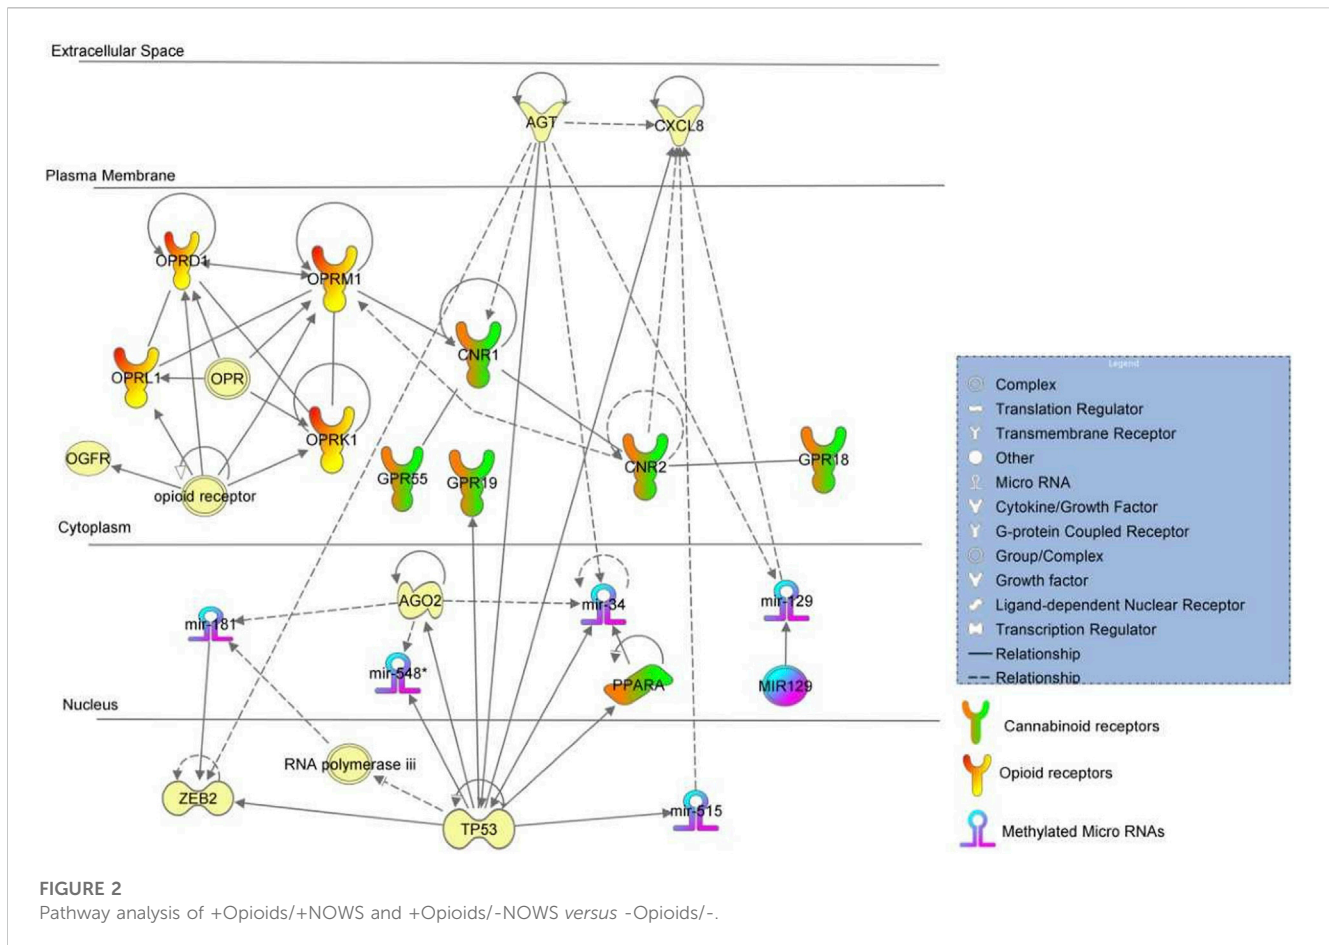 Extracellular Space
AGT
CXCL8
Plasma Membrane
OPRD1
OPRM1
CNR1
OPRL1
OPR
OPRK1
OGFR
opioid receptor
GPR55
GPR19
CNR2
GPR18
Cytoplasm
AGO2
mir-34
mir-129
mir-181
mir-548*
PPARA
MIR129
Nucleus
RNA polymerase iii
ZEB2
TP53
mir-515
Legend
Complex
Translation Regulator
Transmembrane Receptor
Other
Micro RNA
Cytokine/Growth Factor
G-protein Coupled Receptor
Group/Complex
Growth factor
Ligand-dependent Nuclear Receptor
Transcription Regulator
Relationship
Relationship
Cannabinoid receptors
Opioid receptors
Methylated Micro RNAs
FIGURE 2
Pathway analysis of +Opioids/+NOWS and +Opioids/-NOWS versus -Opioids/-.